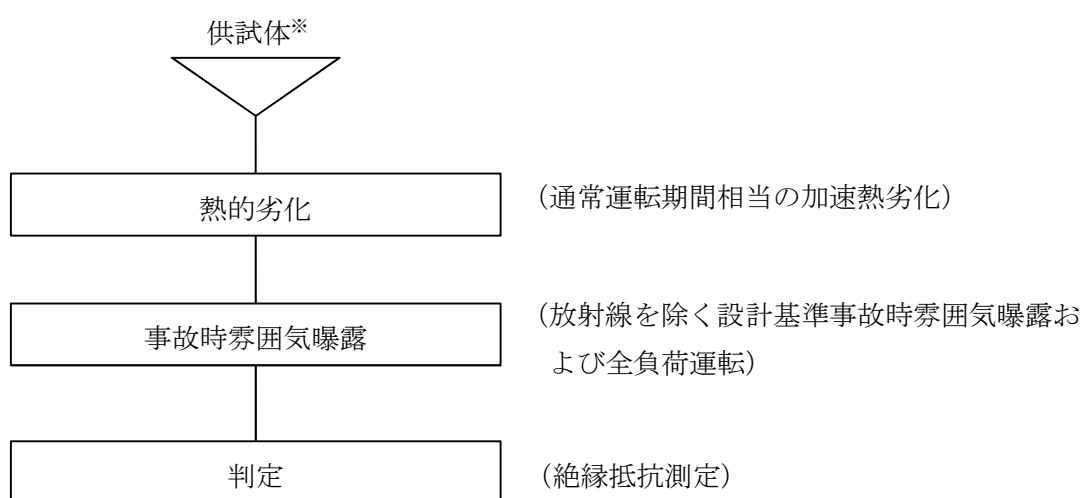 供試体※
熱的劣化
（通常運転期間相当の加速熱劣化）
事故時雰囲気曝露
（放射線を除く設計基準事故時雰囲気曝露お
よび全負荷運転）
判定
（絶縁抵抗測定）